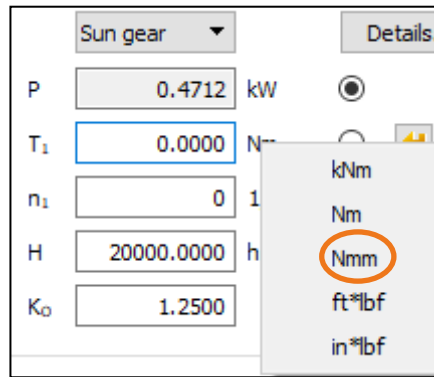 Sun gear Details
P 0.4712 kW
T₁ 0.0000
kNm
n₁ 0 1
Nm
H 20000.0000 h
Nmm
K₀ 1.2500
ft*lbf
in*lbf